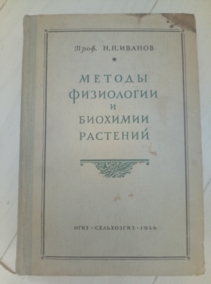 Проф. Н.Н.ИВАНОВ
МЕТОДЫ
ФИЗИОЛОГИИ
И
БИОХИМИИ
РАСТЕНИЙ
ОГИЗ · СЕЛЬХОЗГИЗ · 1946